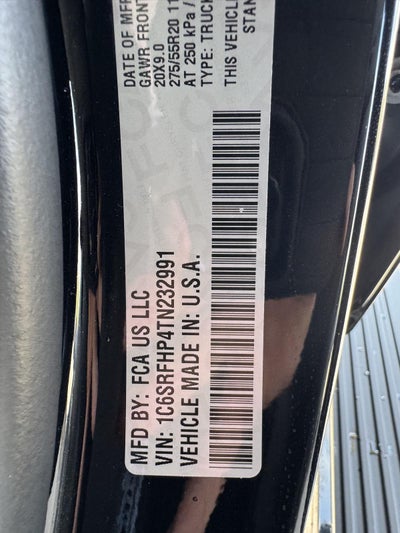 DATE OF MFR
GAWR FRONT
20X9.0
275/55R20 11
AT 250 kPa /
TYPE: TRUCK
THIS VEHICLE
STAN
MFD BY: FCA US LLC
VIN: 1C6SRFHP4TN232991
VEHICLE MADE IN: U.S.A.